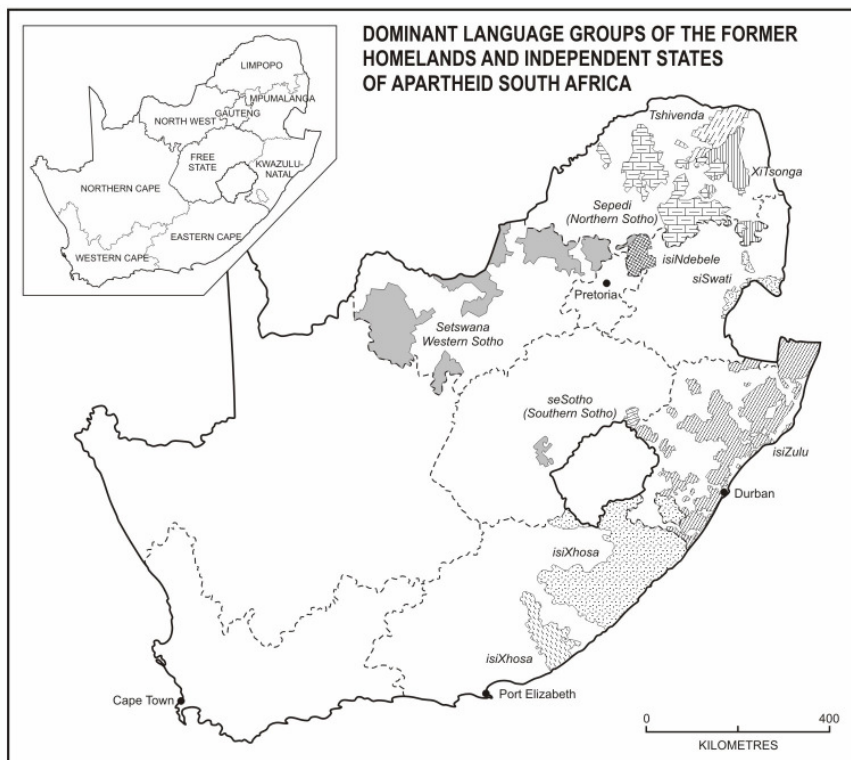 DOMINANT LANGUAGE GROUPS OF THE FORMER
HOMELANDS AND INDEPENDENT STATES
OF APARTHEID SOUTH AFRICA
LIMPOPO
MPUMALANGA
GAUTENG
NORTH WEST
FREE
STATE
KWAZULU-
NATAL
NORTHERN CAPE
EASTERN CAPE
WESTERN CAPE
Tshivenda
XiTsonga
Sepedi
(Northern Sotho)
isiNdebele
siSwati
Pretoria
Setswana
Western Sotho
seSotho
(Southern Sotho)
isiZulu
Durban
isiXhosa
isiXhosa
Port Elizabeth
Cape Town
0 400
KILOMETRES